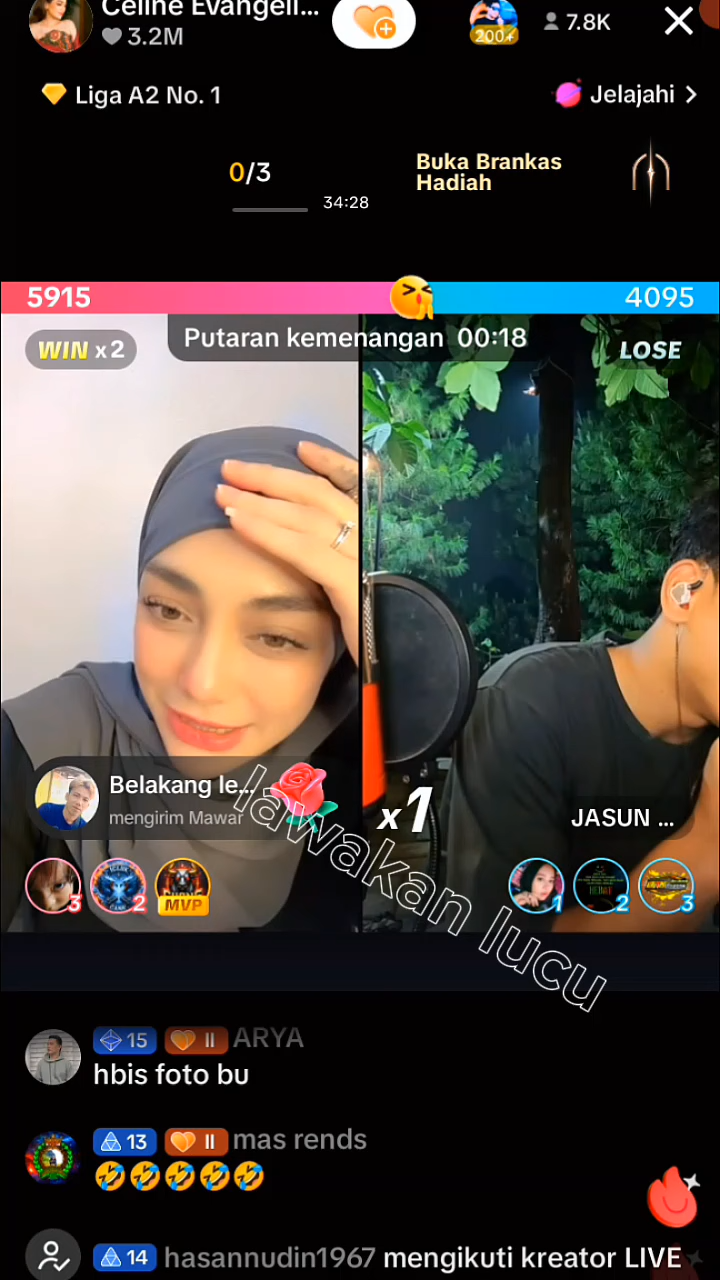 Celine Evangeli...
3.2M
200+
7.8K
Liga A2 No. 1
Jelajahi >
0/3
34:28
Buka Brankas
Hadiah
5915
4095
WIN x2
Putaran kemenangan 00:18
LOSE
Belakang le...
mengirim Mawar
x1
JASUN ...
lawakan lucu
3
2
MVP
1
2
3
15 II ARYA
hbis foto bu
13 II mas rends
🤣🤣🤣🤣🤣
14 hasannudin1967 mengikuti kreator LIVE